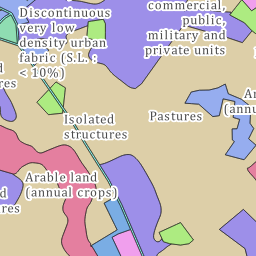 Discontinuous
very low
density urban
fabric (S.L. :
< 10%)
commercial,
public,
military and
private units
Isolated
structures
Pastures
Arable land
(annual crops)